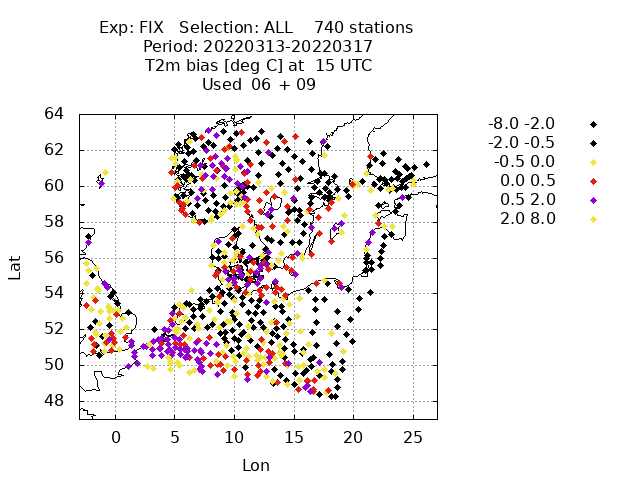 Exp: FIX   Selection: ALL    740 stations
Period: 20220313-20220317
T2m bias [deg C] at  15 UTC
Used  06 + 09
64
62
60
58
56
54
52
50
48
Lat
0 5 10 15 20 25
Lon
-8.0 -2.0
-2.0 -0.5
-0.5 0.0
0.0 0.5
0.5 2.0
2.0 8.0